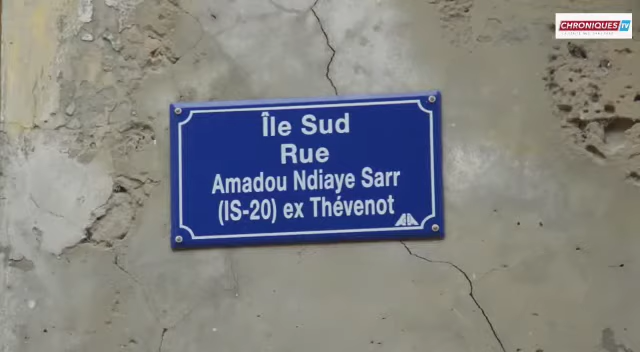 CHRONIQUES TV
Île Sud
Rue
Amadou Ndiaye Sarr
(IS-20) ex Thévenot